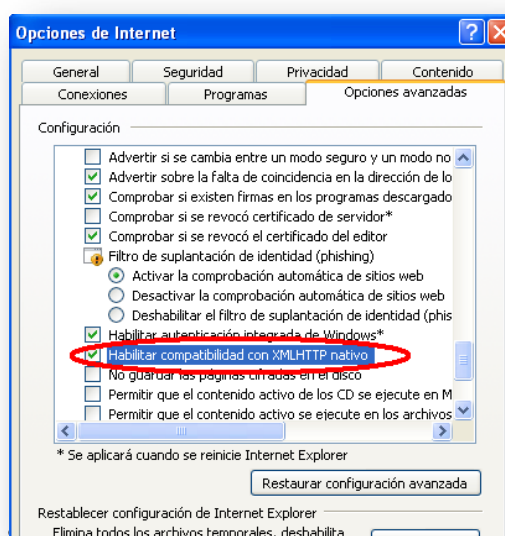 Opciones de Internet
General Seguridad Privacidad Contenido
Conexiones Programas Opciones avanzadas
Configuración
Advertir si se cambia entre un modo seguro y un modo no
Advertir sobre la falta de coincidencia en la dirección de lo
Comprobar si existen firmas en los programas descargado
Comprobar si se revocó certificado de servidor*
Comprobar si se revocó el certificado del editor
Filtro de suplantación de identidad (phishing)
Activar la comprobación automática de sitios web
Desactivar la comprobación automática de sitios web
Deshabilitar el filtro de suplantación de identidad (phis
Habilitar autenticación integrada de Windows*
Habilitar compatibilidad con XMLHTTP nativo
No guardar las páginas cifradas en el disco
Permitir que el contenido activo de los CD se ejecute en M
Permitir que el contenido activo se ejecute en los archivos
* Se aplicará cuando se reinicie Internet Explorer
Restaurar configuración avanzada
Restablecer configuración de Internet Explorer
Elimina todos los archivos temporales, deshabilita